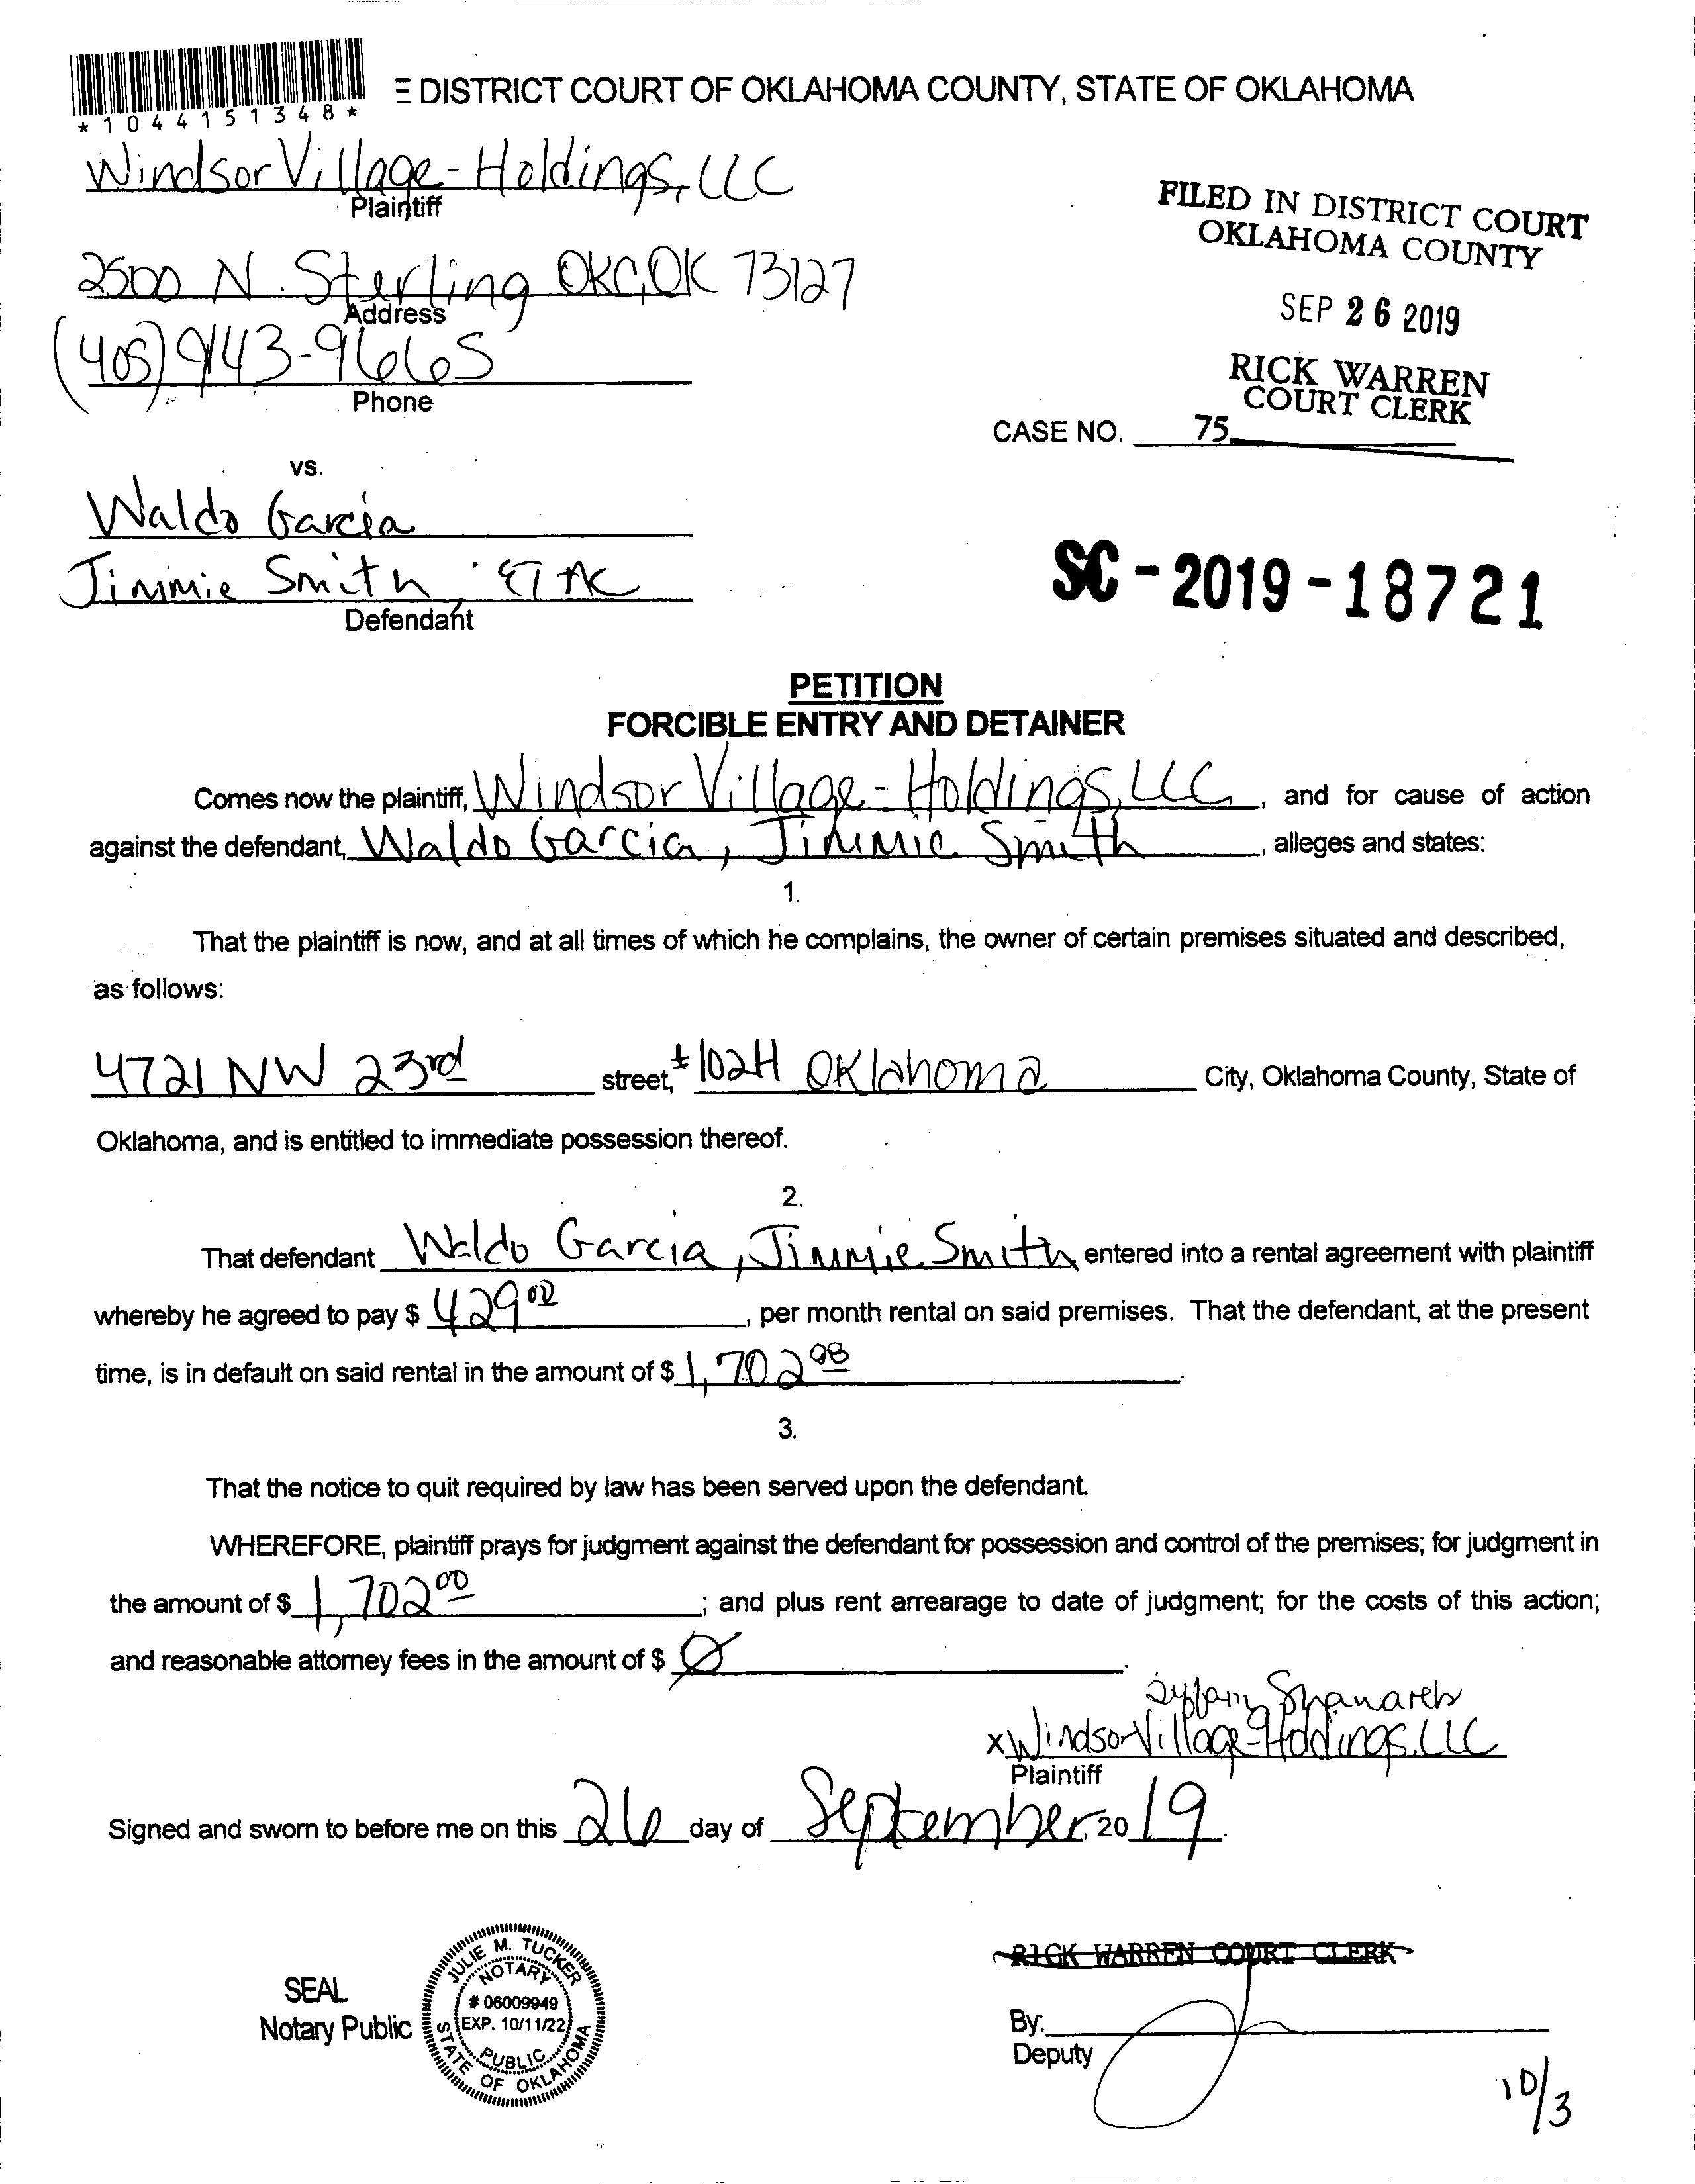 *1044151348*
E DISTRICT COURT OF OKLAHOMA COUNTY, STATE OF OKLAHOMA
Windsor Village-Holdings, LLC
Plaintiff
FILED IN DISTRICT COURT
OKLAHOMA COUNTY
2500 N. Sterling OKC, OK 73127
Address
SEP 26 2019
(405) 943-9665
Phone
RICK WARREN
COURT CLERK
CASE NO. 75
vs.
Waldo Garcia
Jimmie Smith, ET AL
Defendant
SC-2019-18721
PETITION
FORCIBLE ENTRY AND DETAINER
Comes now the plaintiff, Windsor Village-Holdings, LLC, and for cause of action
against the defendant, Waldo Garcia, Jimmie Smith, alleges and states:
1.
That the plaintiff is now, and at all times of which he complains, the owner of certain premises situated and described,
as follows:
4721 NW 23rd street, #102H Oklahoma City, Oklahoma County, State of
Oklahoma, and is entitled to immediate possession thereof.
2.
That defendant Waldo Garcia, Jimmie Smith entered into a rental agreement with plaintiff
whereby he agreed to pay $ 429 , per month rental on said premises. That the defendant, at the present
time, is in default on said rental in the amount of $ 1,702 .
3.
That the notice to quit required by law has been served upon the defendant.
WHEREFORE, plaintiff prays for judgment against the defendant for possession and control of the premises; for judgment in
the amount of $ 1,702 00 ; and plus rent arrearage to date of judgment; for the costs of this action;
and reasonable attorney fees in the amount of $ Ø .
x Windsor Village-Holdings, LLC
Plaintiff
Signed and sworn to before me on this 26 day of September, 2019.
SEAL
Notary Public
JULIE M. TUCKER
NOTARY
# 06009949
EXP. 10/11/22
PUBLIC
STATE OF OKLAHOMA
RICK WARREN COURT CLERK
By:
Deputy
10/3